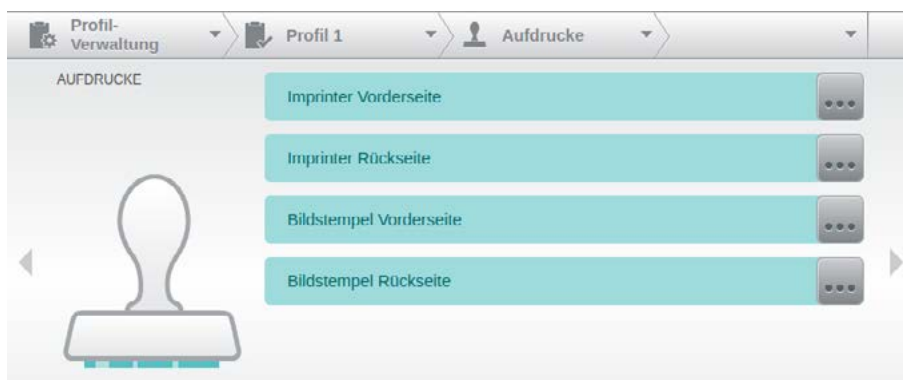 Profil-
Verwaltung
Profil 1
Aufdrucke
AUFDRUCKE
Imprinter Vorderseite
Imprinter Rückseite
Bildstempel Vorderseite
Bildstempel Rückseite